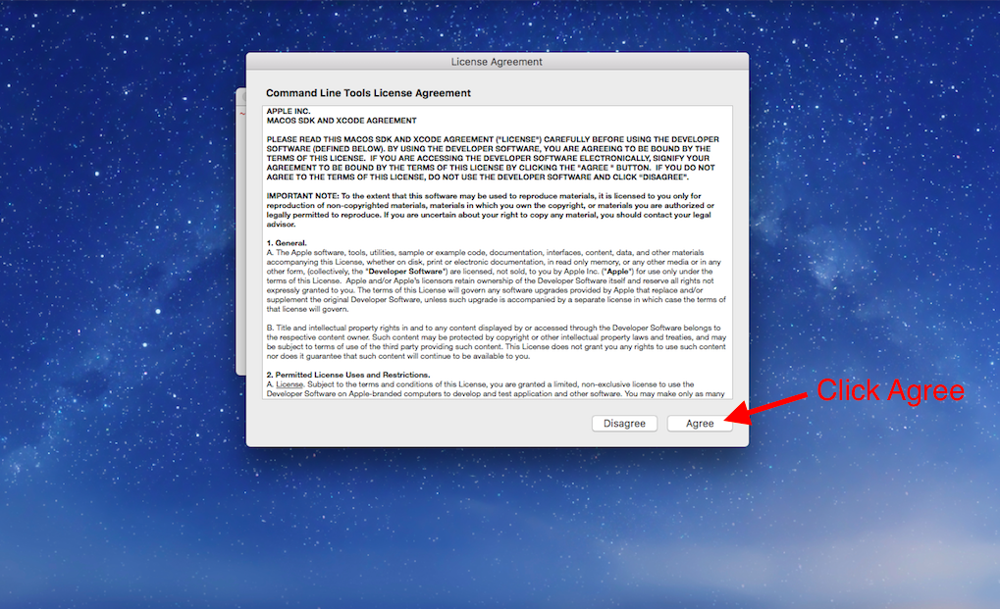 License Agreement
Command Line Tools License Agreement
APPLE INC.
MACOS SDK AND XCODE AGREEMENT
PLEASE READ THIS MACOS SDK AND XCODE AGREEMENT ("LICENSE") CAREFULLY BEFORE USING THE DEVELOPER
SOFTWARE (DEFINED BELOW). BY USING THE DEVELOPER SOFTWARE, YOU ARE AGREEING TO BE BOUND BY THE
TERMS OF THIS LICENSE.  IF YOU ARE ACCESSING THE DEVELOPER SOFTWARE ELECTRONICALLY, SIGNIFY YOUR
AGREEMENT TO BE BOUND BY THE TERMS OF THIS LICENSE BY CLICKING THE "AGREE " BUTTON.  IF YOU DO NOT
AGREE TO THE TERMS OF THIS LICENSE, DO NOT USE THE DEVELOPER SOFTWARE AND CLICK “DISAGREE”.
IMPORTANT NOTE: To the extent that this software may be used to reproduce materials, it is licensed to you only for
reproduction of non-copyrighted materials, materials in which you own the copyright, or materials you are authorized or
legally permitted to reproduce. If you are uncertain about your right to copy any material, you should contact your legal
advisor.
1. General.
A. The Apple software, tools, utilities, sample or example code, documentation, interfaces, content, data, and other materials
accompanying this License, whether on disk, print or electronic documentation, in read only memory, or any other media or in any
other form, (collectively, the "Developer Software") are licensed, not sold, to you by Apple Inc. ("Apple") for use only under the
terms of this License.  Apple and/or Apple's licensors retain ownership of the Developer Software itself and reserve all rights not
expressly granted to you. The terms of this License will govern any software upgrades provided by Apple that replace and/or
supplement the original Developer Software, unless such upgrade is accompanied by a separate license in which case the terms of
that license will govern.
B. Title and intellectual property rights in and to any content displayed by or accessed through the Developer Software belongs to
the respective content owner. Such content may be protected by copyright or other intellectual property laws and treaties, and may
be subject to terms of use of the third party providing such content. This License does not grant you any rights to use such content
nor does it guarantee that such content will continue to be available to you.
2. Permitted License Uses and Restrictions.
A. License. Subject to the terms and conditions of this License, you are granted a limited, non-exclusive license to use the
Developer Software on Apple-branded computers to develop and test application and other software. You may make only as many
Click Agree
Disagree
Agree